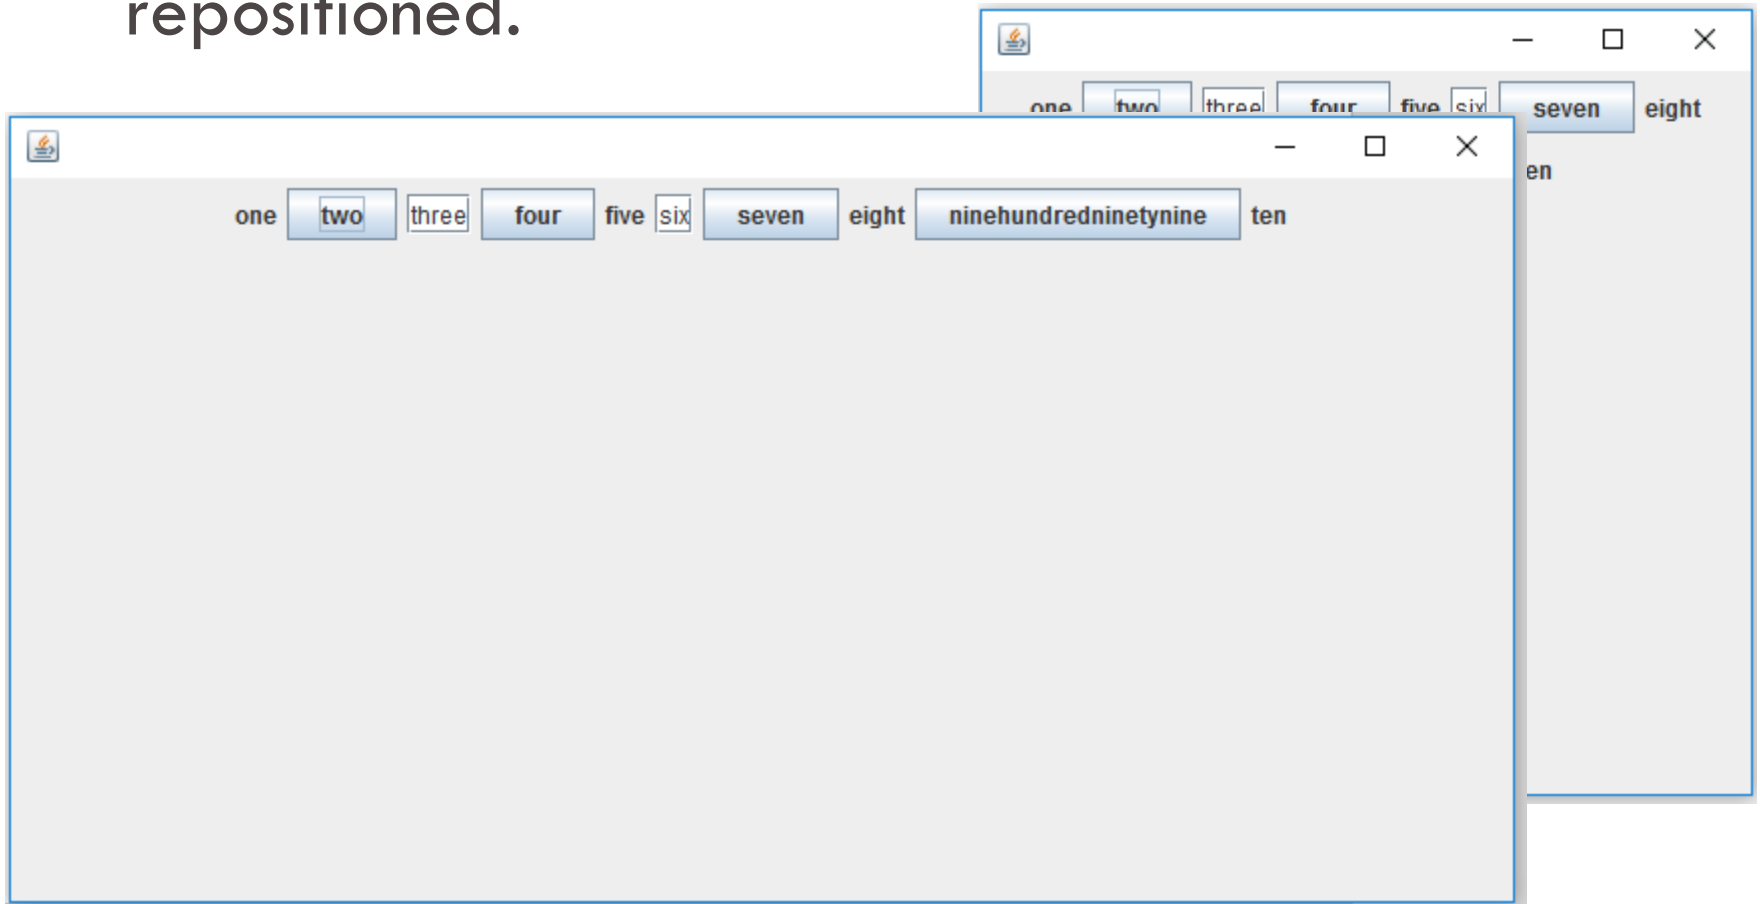 repositioned.
one two three four five six seven eight
en
one two three four five six seven eight ninehundredninetynine ten